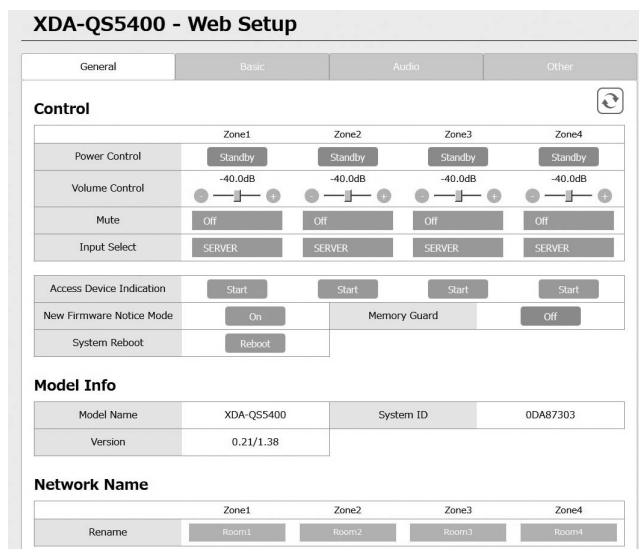 XDA-QS5400 - Web Setup
General Basic Audio Other
Control
Zone1 Zone2 Zone3 Zone4
Power Control Standby Standby Standby Standby
-40.0dB -40.0dB -40.0dB -40.0dB
Volume Control - + - + - + - +
Mute Off Off Off Off
Input Select SERVER SERVER SERVER SERVER
Access Device Indication Start Start Start Start
New Firmware Notice Mode On Memory Guard Off
System Reboot Reboot
Model Info
Model Name XDA-QS5400 System ID 0DA87303
Version 0.21/1.38
Network Name
Zone1 Zone2 Zone3 Zone4
Rename Room1 Room2 Room3 Room4